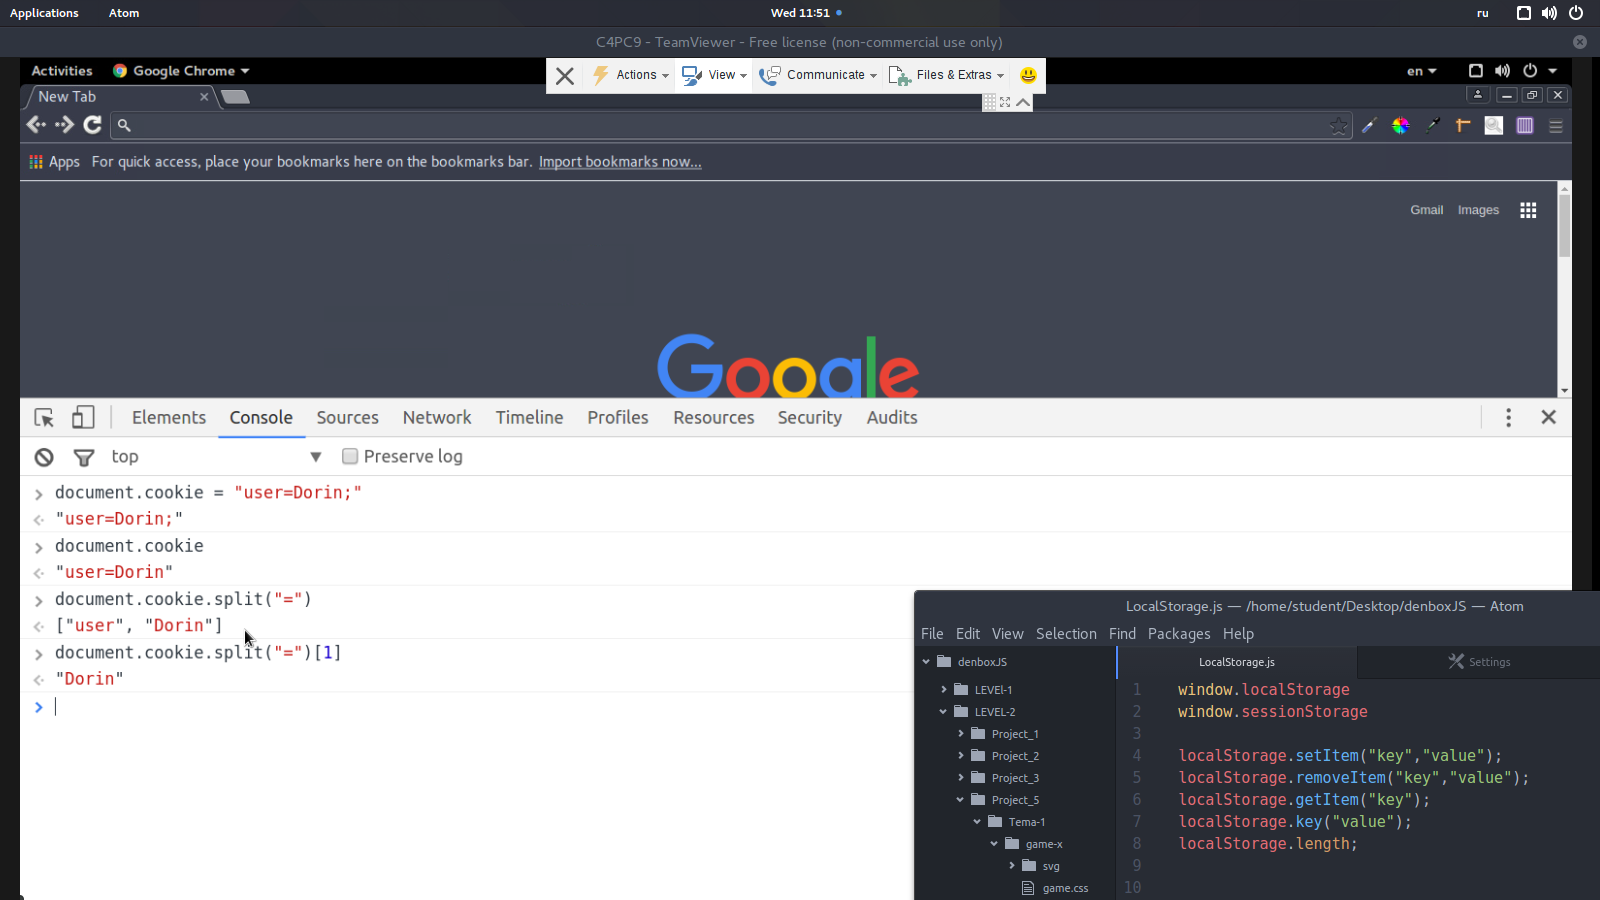 Applications Atom Wed 11:51 ru
C4PC9 - TeamViewer - Free license (non-commercial use only)
Activities Google Chrome en
Actions View Communicate Files & Extras
New Tab
Apps For quick access, place your bookmarks here on the bookmarks bar. Import bookmarks now...
Gmail Images
Google
Elements Console Sources Network Timeline Profiles Resources Security Audits
top Preserve log
document.cookie = "user=Dorin;"
"user=Dorin;"
document.cookie
"user=Dorin"
document.cookie.split("=")
["user", "Dorin"]
document.cookie.split("=")[1]
"Dorin"
LocalStorage.js — /home/student/Desktop/denboxJS — Atom
File Edit View Selection Find Packages Help
denboxJS
LEVEl-1
LEVEL-2
Project_1
Project_2
Project_3
Project_5
Tema-1
game-x
svg
game.css
LocalStorage.js Settings
1 window.localStorage
2 window.sessionStorage
3
4 localStorage.setItem("key","value");
5 localStorage.removeItem("key","value");
6 localStorage.getItem("key");
7 localStorage.key("value");
8 localStorage.length;
9
10